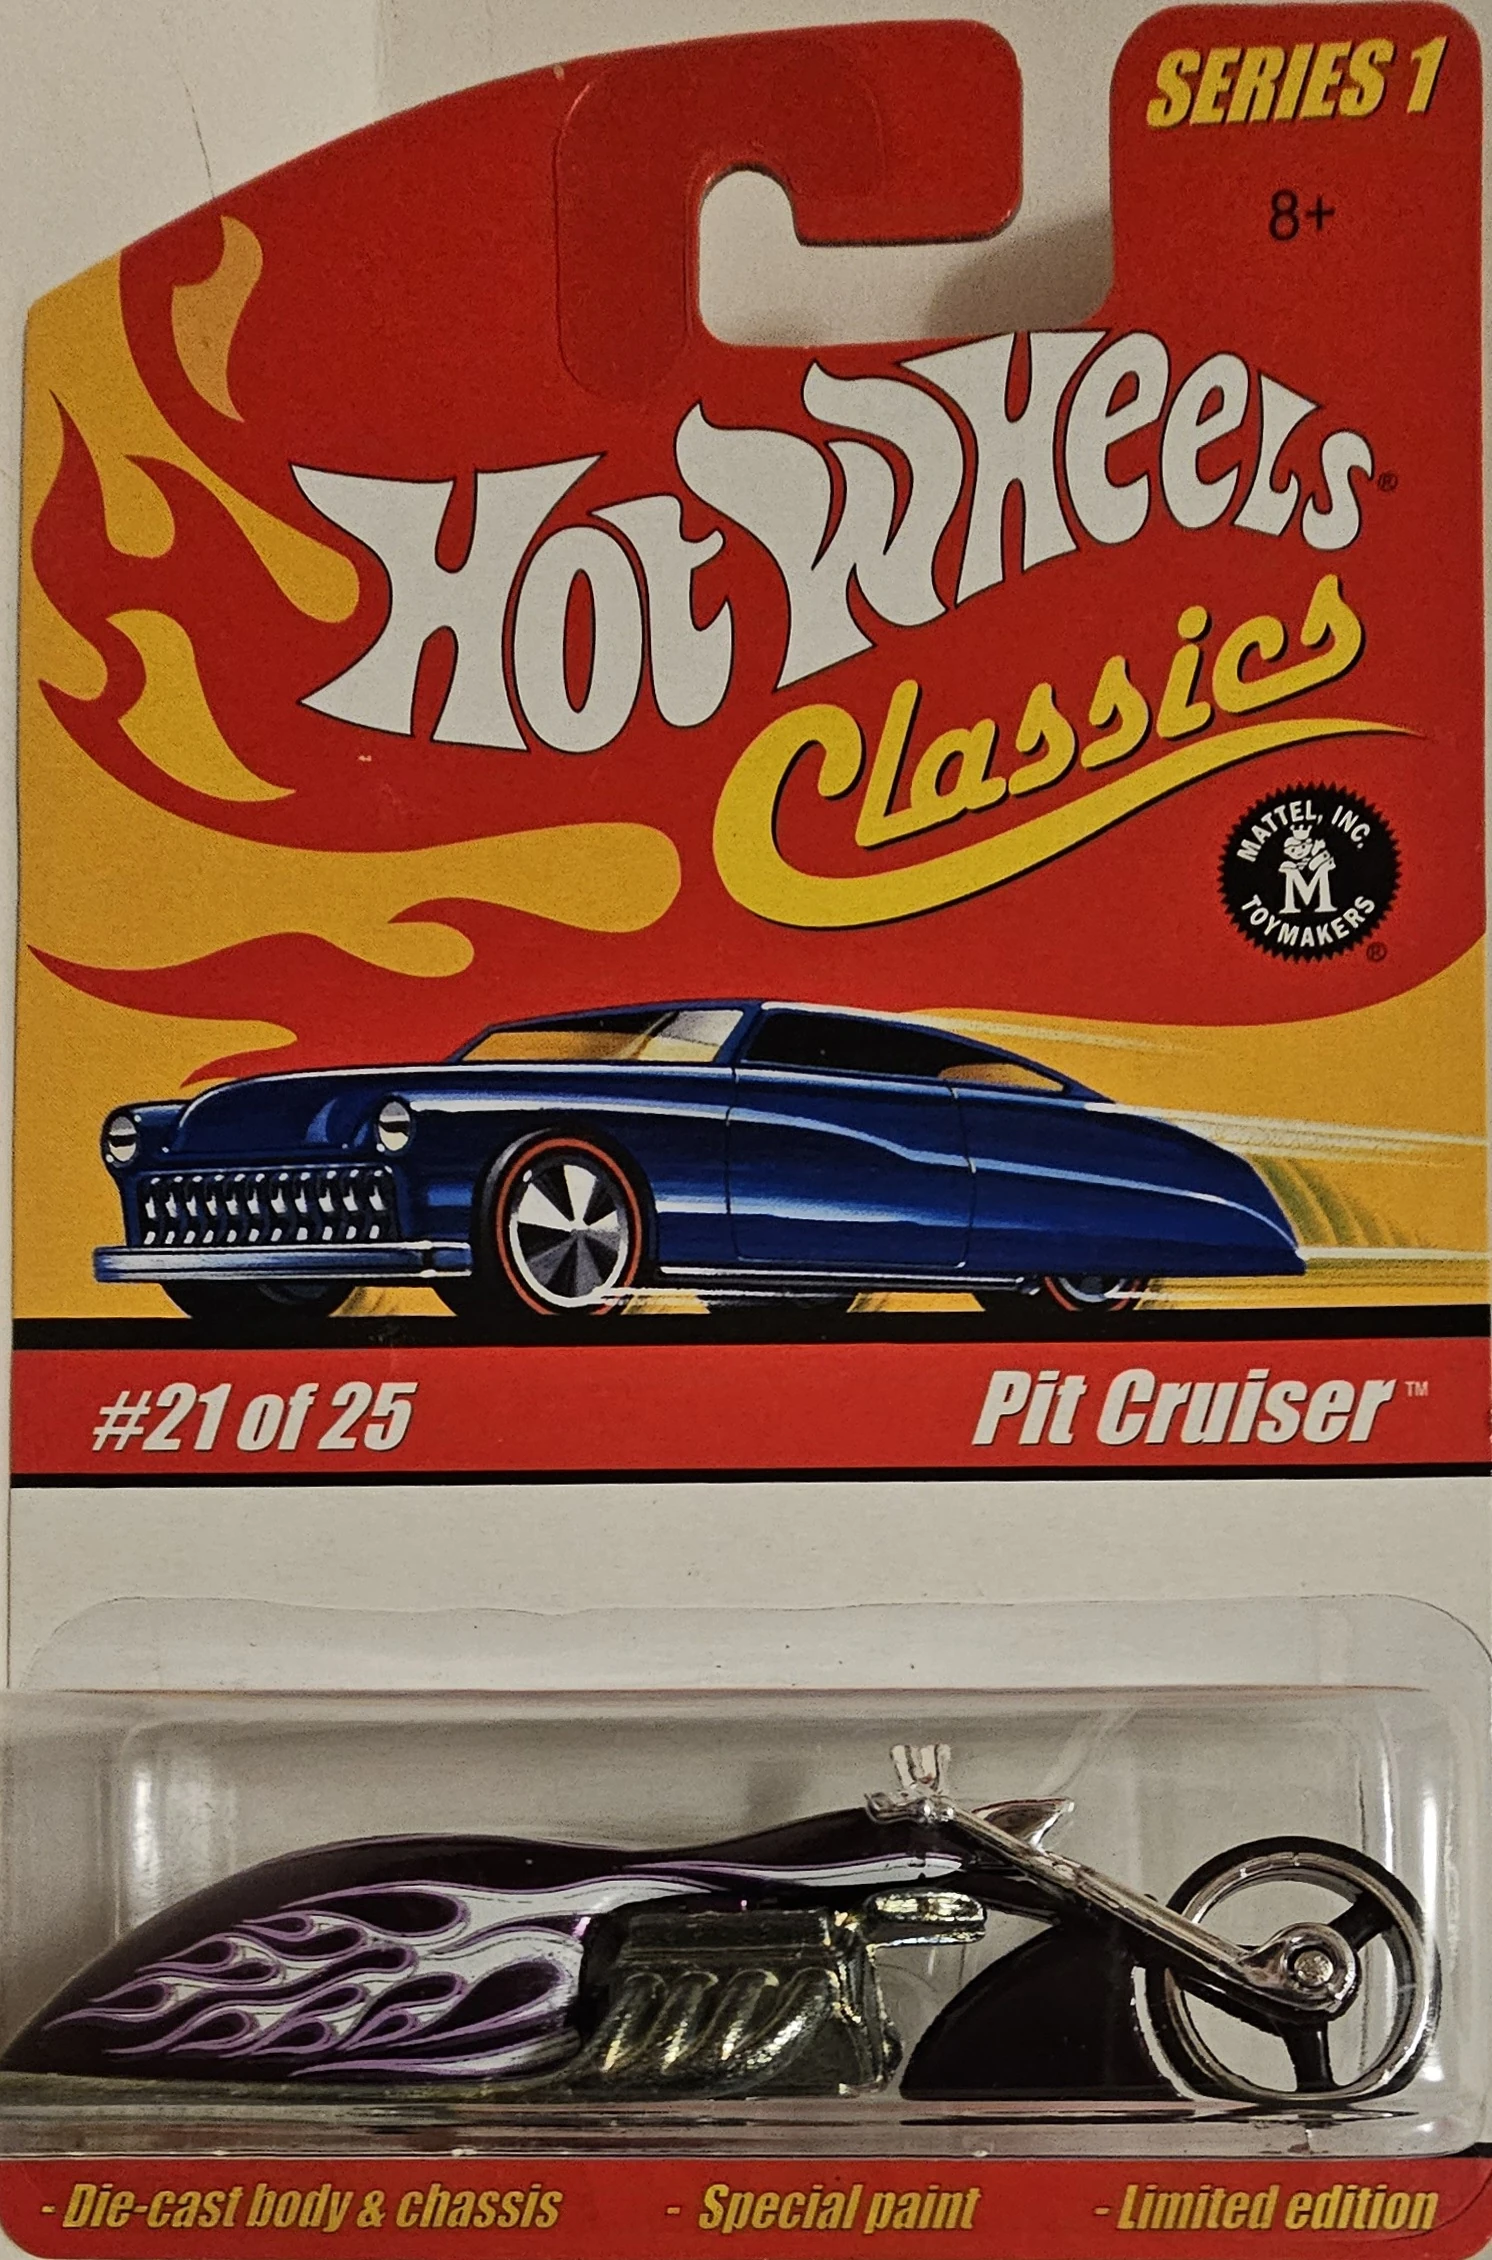 SERIES 1
8+
Hot Wheels®
Classics
MATTEL, INC.
M
TOYMAKERS
®
#21 of 25
Pit Cruiser™
- Die-cast body & chassis
- Special paint
- Limited edition